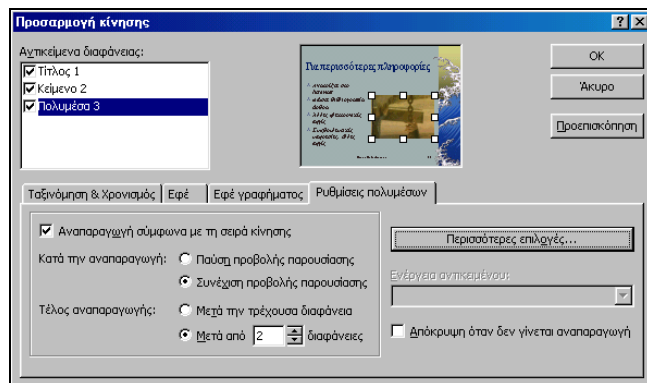 Προσαρμογή κίνησης
Αντικείμενα διαφάνειας:
Τίτλος 1
Κείμενο 2
Πολυμέσα 3
Για περισσότερες πληροφορίες
OK
Άκυρο
Προεπισκόπηση
Ταξινόμηση & Χρονισμός
Εφέ
Εφέ γραφήματος
Ρυθμίσεις πολυμέσων
Αναπαραγωγή σύμφωνα με τη σειρά κίνησης
Κατά την αναπαραγωγή:
Παύση προβολής παρουσίασης
Συνέχιση προβολής παρουσίασης
Τέλος αναπαραγωγής:
Μετά την τρέχουσα διαφάνεια
Μετά από 2 διαφάνειες
Περισσότερες επιλογές...
Ενέργεια αντικειμένου:
Απόκρυψη όταν δεν γίνεται αναπαραγωγή